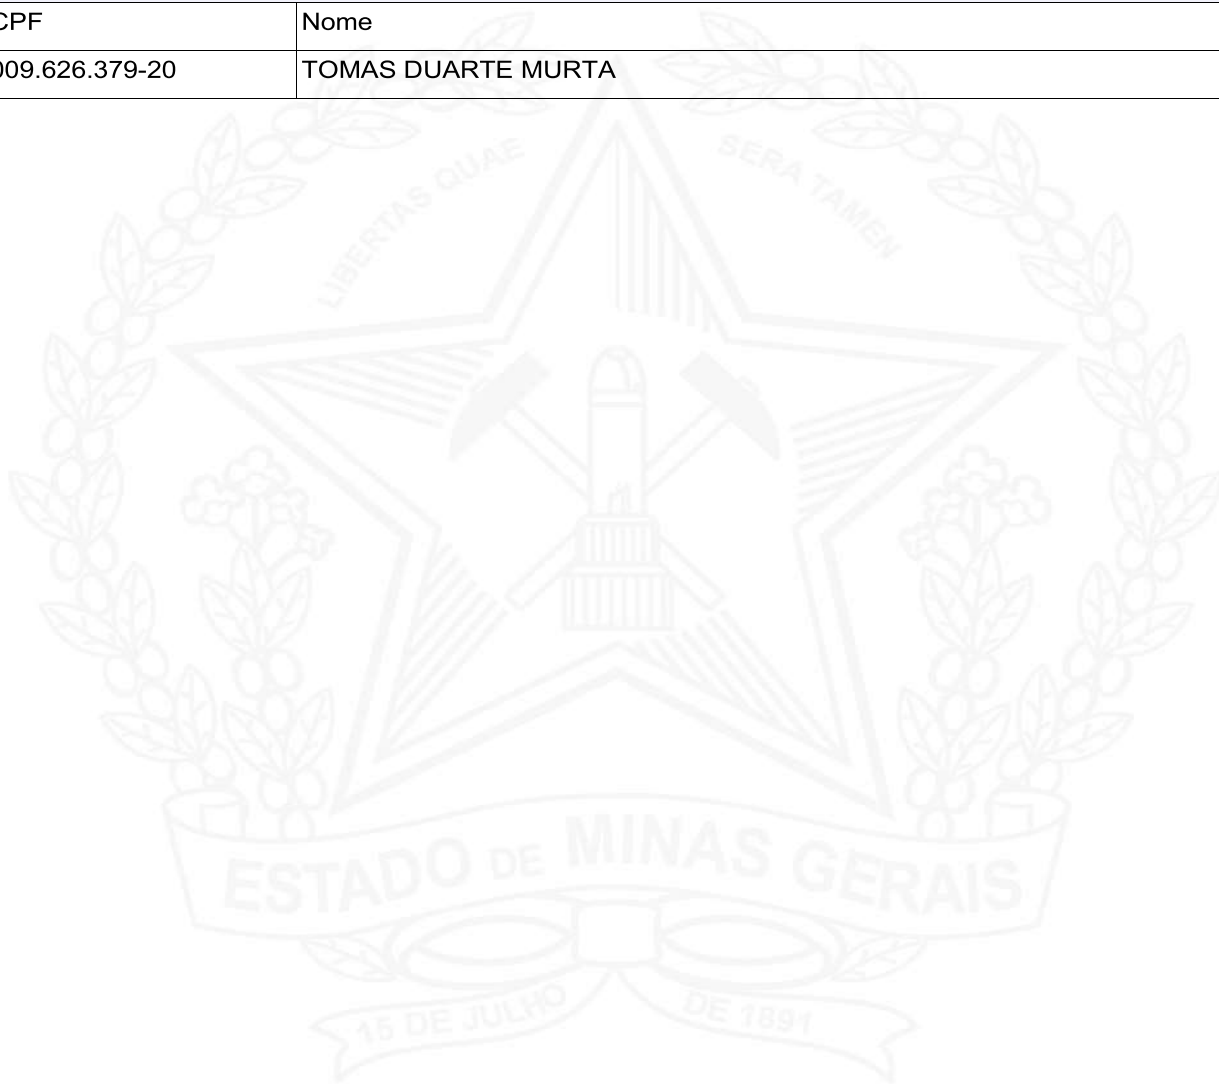 CPF Nome
009.626.379-20 TOMAS DUARTE MURTA
LIBERTAS QUAE SERA TAMEN
ESTADO DE MINAS GERAIS
15 DE JULHO DE 1891